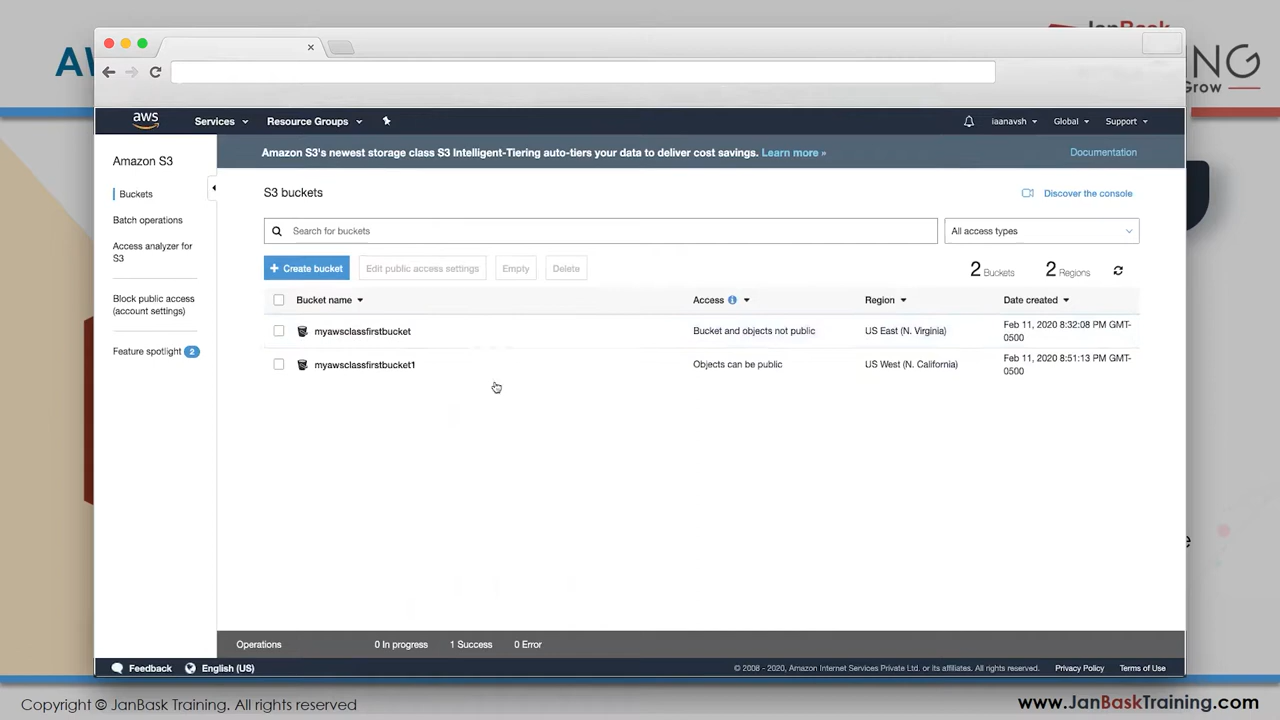 AW
JanBask
NING
Grow
aws
Services
Resource Groups
iaanavsh
Global
Support
Amazon S3
Amazon S3's newest storage class S3 Intelligent-Tiering auto-tiers your data to deliver cost savings. Learn more »
Documentation
Buckets
Batch operations
Access analyzer for
S3
Block public access
(account settings)
Feature spotlight 2
S3 buckets
Discover the console
Search for buckets
All access types
+ Create bucket
Edit public access settings
Empty
Delete
2 Buckets
2 Regions
Bucket name
Access
Region
Date created
myawsclassfirstbucket
Bucket and objects not public
US East (N. Virginia)
Feb 11, 2020 8:32:08 PM GMT-
0500
myawsclassfirstbucket1
Objects can be public
US West (N. California)
Feb 11, 2020 8:51:13 PM GMT-
0500
Operations
0 In progress
1 Success
0 Error
Feedback
English (US)
© 2008 - 2020, Amazon Internet Services Private Ltd. or its affiliates. All rights reserved.
Privacy Policy
Terms of Use
Copyright © JanBask Training. All rights reserved
www.JanBaskTraining.com